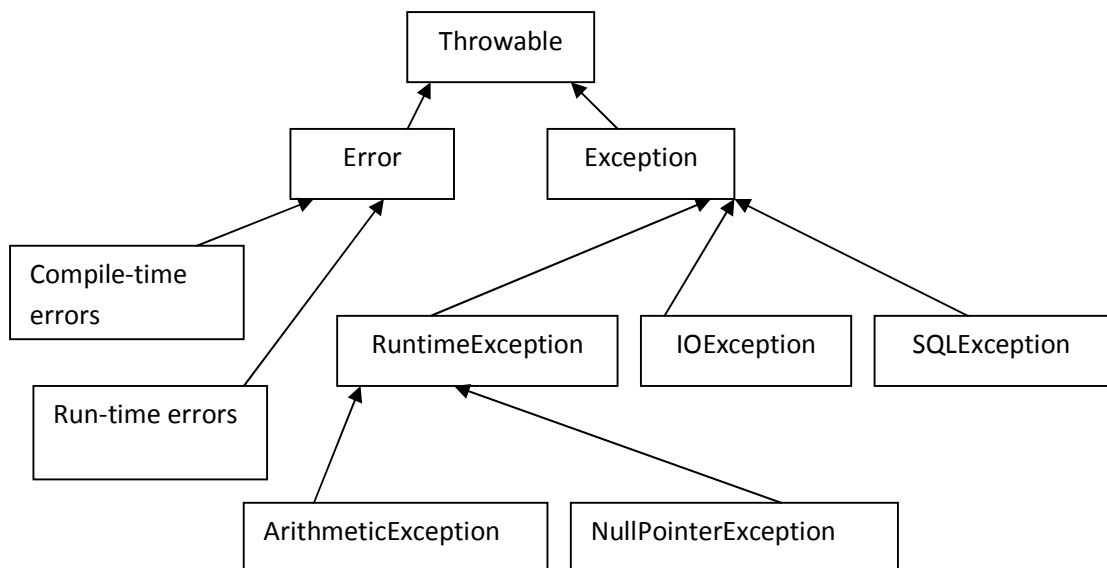 Throwable
Error
Exception
Compile-time
errors
RuntimeException
IOException
SQLException
Run-time errors
ArithmeticException
NullPointerException